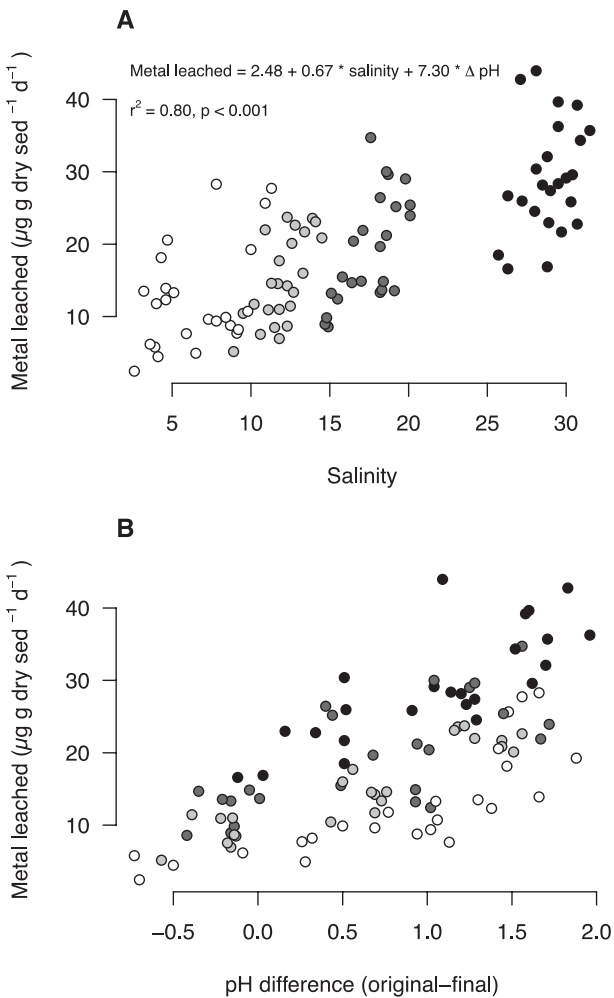 A
Metal leached = 2.48 + 0.67 * salinity + 7.30 * Δ pH
r² = 0.80, p < 0.001
Metal leached (µg g dry sed ⁻¹ d⁻¹ )
40
30
20
10
5 10 15 20 25 30
Salinity
B
Metal leached (µg g dry sed ⁻¹ d⁻¹ )
40
30
20
10
−0.5 0.0 0.5 1.0 1.5 2.0
pH difference (original−final)